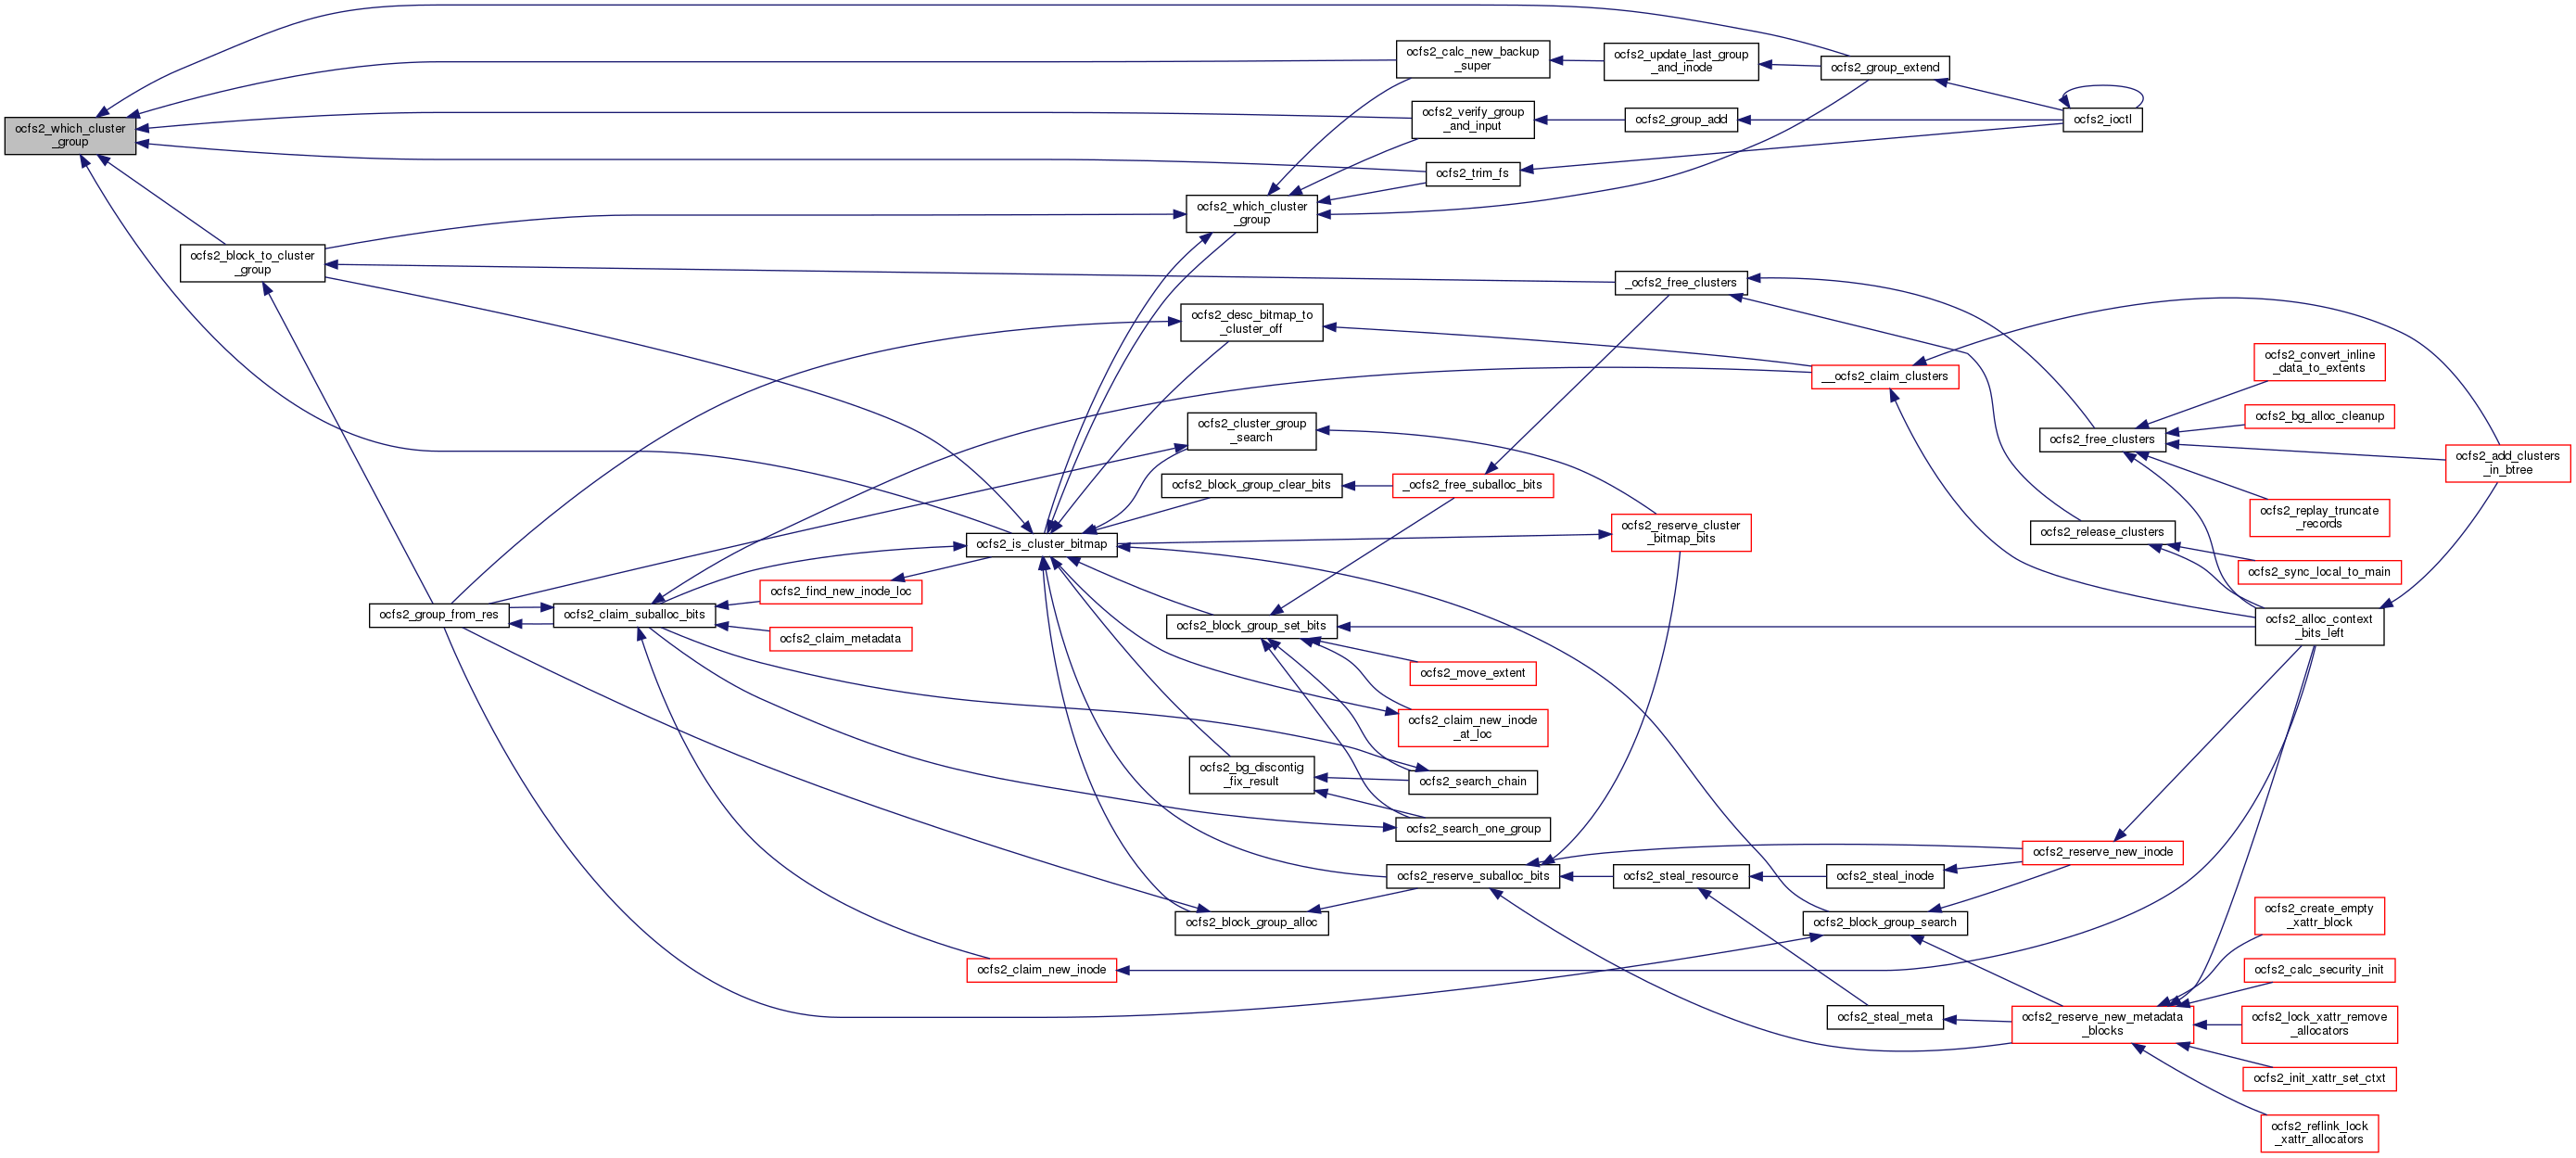 ocfs2_which_cluster
_group
ocfs2_block_to_cluster
_group
ocfs2_group_from_res
ocfs2_which_cluster
_group
ocfs2_desc_bitmap_to
_cluster_off
ocfs2_cluster_group
_search
ocfs2_claim_suballoc_bits
ocfs2_find_new_inode_loc
ocfs2_claim_metadata
ocfs2_is_cluster_bitmap
ocfs2_claim_new_inode
ocfs2_block_group_clear_bits
ocfs2_block_group_set_bits
ocfs2_bg_discontig
_fix_result
ocfs2_block_group_alloc
ocfs2_calc_new_backup
_super
ocfs2_verify_group
_and_input
ocfs2_trim_fs
ocfs2_update_last_group
_and_inode
ocfs2_group_add
ocfs2_group_extend
ocfs2_ioctl
_ocfs2_free_clusters
__ocfs2_claim_clusters
_ocfs2_free_suballoc_bits
ocfs2_reserve_cluster
_bitmap_bits
ocfs2_move_extent
ocfs2_claim_new_inode
_at_loc
ocfs2_search_chain
ocfs2_search_one_group
ocfs2_reserve_suballoc_bits
ocfs2_steal_resource
ocfs2_steal_inode
ocfs2_block_group_search
ocfs2_steal_meta
ocfs2_reserve_new_inode
ocfs2_reserve_new_metadata
_blocks
ocfs2_free_clusters
ocfs2_release_clusters
ocfs2_convert_inline
_data_to_extents
ocfs2_bg_alloc_cleanup
ocfs2_add_clusters
_in_btree
ocfs2_replay_truncate
_records
ocfs2_sync_local_to_main
ocfs2_alloc_context
_bits_left
ocfs2_create_empty
_xattr_block
ocfs2_calc_security_init
ocfs2_lock_xattr_remove
_allocators
ocfs2_init_xattr_set_ctxt
ocfs2_reflink_lock
_xattr_allocators